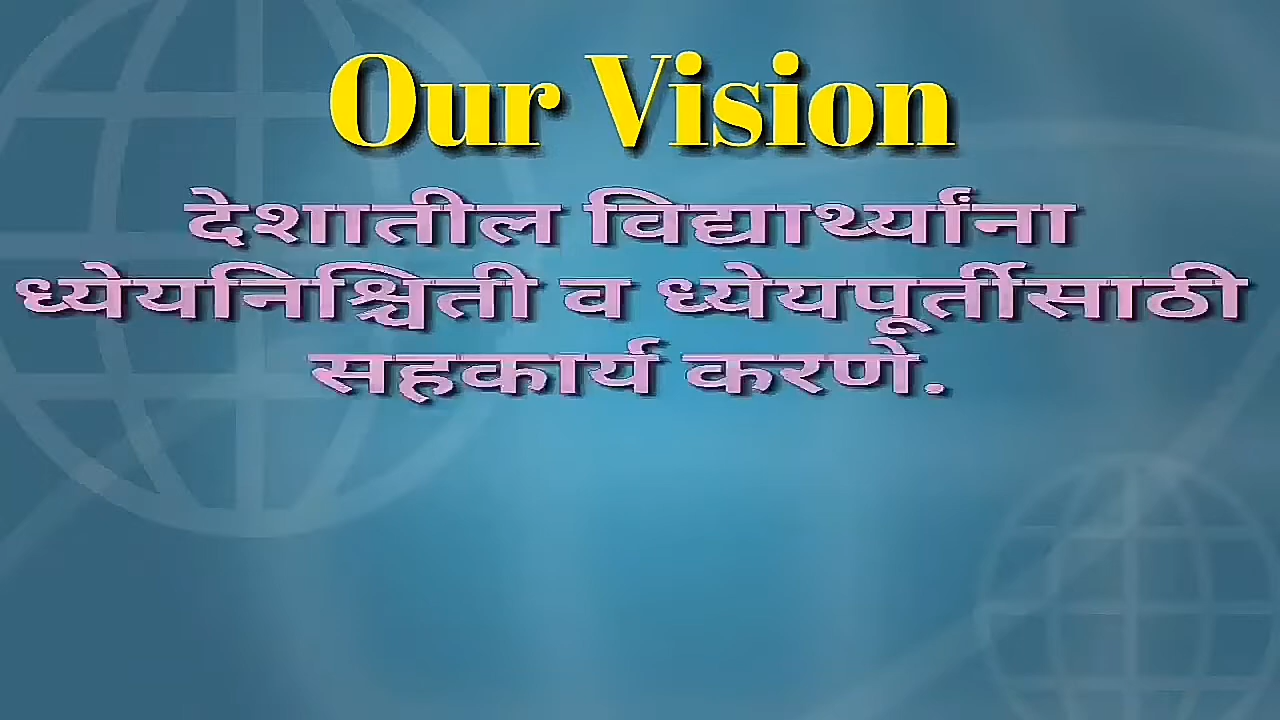 Our Vision
देशातील विद्यार्थ्यांना
ध्येयनिश्चिती व ध्येयपूर्तीसाठी
सहकार्य करणे.